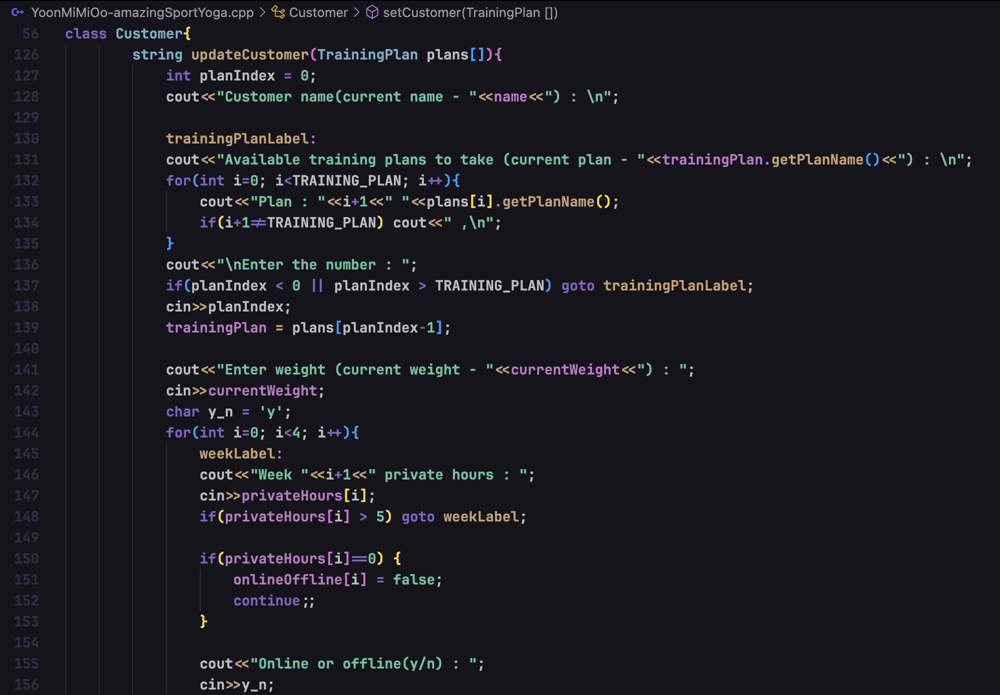 YoonMiMiOo-amazingSportYoga.cpp > Customer > setCustomer(TrainingPlan [])
56 class Customer{
126 string updateCustomer(TrainingPlan plans[]){
127 int planIndex = 0;
128 cout<<"Customer name(current name - "<<name<<") : \n";
129
130 trainingPlanLabel:
131 cout<<"Available training plans to take (current plan - "<<trainingPlan.getPlanName()<<") : \n";
132 for(int i=0; i<TRAINING_PLAN; i++){
133 cout<<"Plan : "<<i+1<<" "<<plans[i].getPlanName();
134 if(i+1!=TRAINING_PLAN) cout<<" ,\n";
135 }
136 cout<<"\nEnter the number : ";
137 if(planIndex < 0 || planIndex > TRAINING_PLAN) goto trainingPlanLabel;
138 cin>>planIndex;
139 trainingPlan = plans[planIndex-1];
140
141 cout<<"Enter weight (current weight - "<<currentWeight<<") : ";
142 cin>>currentWeight;
143 char y_n = 'y';
144 for(int i=0; i<4; i++){
145 weekLabel:
146 cout<<"Week "<<i+1<<" private hours : ";
147 cin>>privateHours[i];
148 if(privateHours[i] > 5) goto weekLabel;
149
150 if(privateHours[i]==0) {
151 onlineOffline[i] = false;
152 continue;;
153 }
154
155 cout<<"Online or offline(y/n) : ";
156 cin>>y_n;